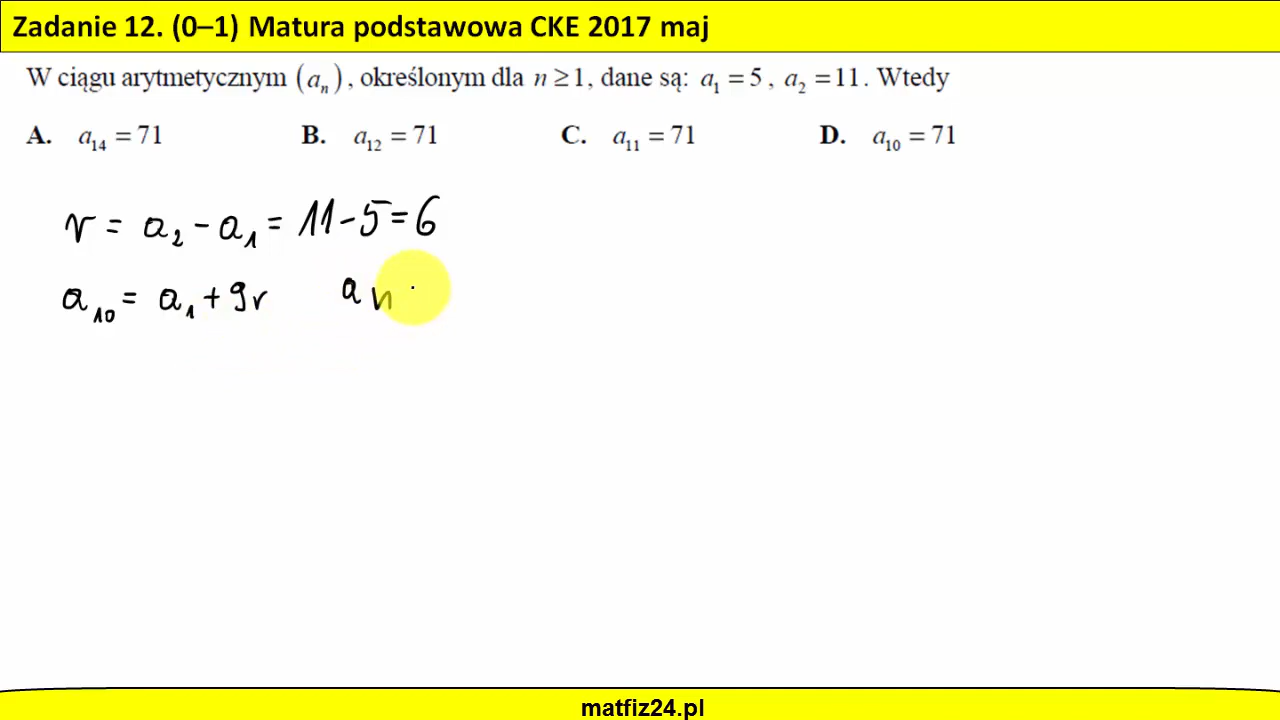 Zadanie 12. (0–1) Matura podstawowa CKE 2017 maj
W ciągu arytmetycznym (aₙ), określonym dla n ≥ 1, dane są: a₁ = 5, a₂ = 11. Wtedy
A. a₁₄ = 71 B. a₁₂ = 71 C. a₁₁ = 71 D. a₁₀ = 71
r = a₂ - a₁ = 11 - 5 = 6
a₁₀ = a₁ + 9r aₙ
matfiz24.pl